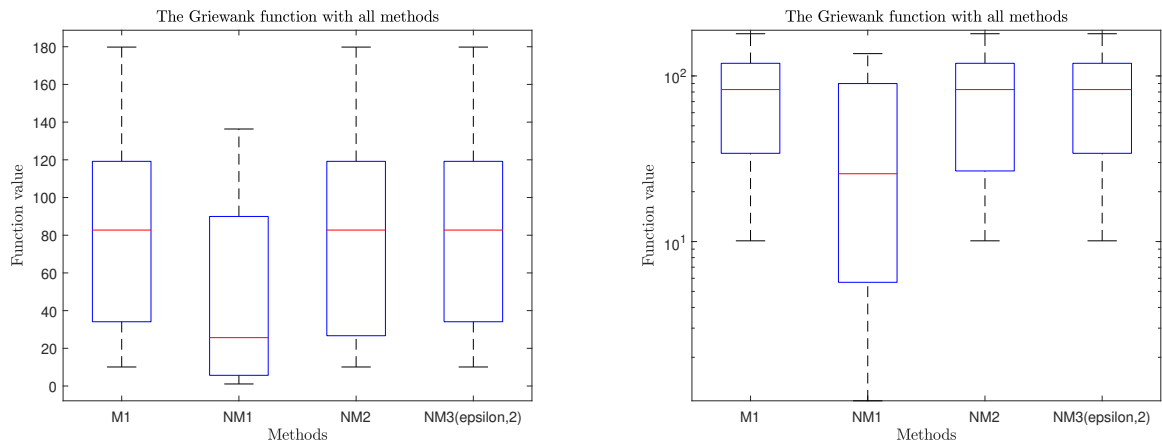 The Griewank function with all methods
180
160
140
120
100
80
60
40
20
0
Function value
M1
NM1
NM2
NM3(epsilon,2)
Methods
The Griewank function with all methods
10²
10¹
Function value
M1
NM1
NM2
NM3(epsilon,2)
Methods